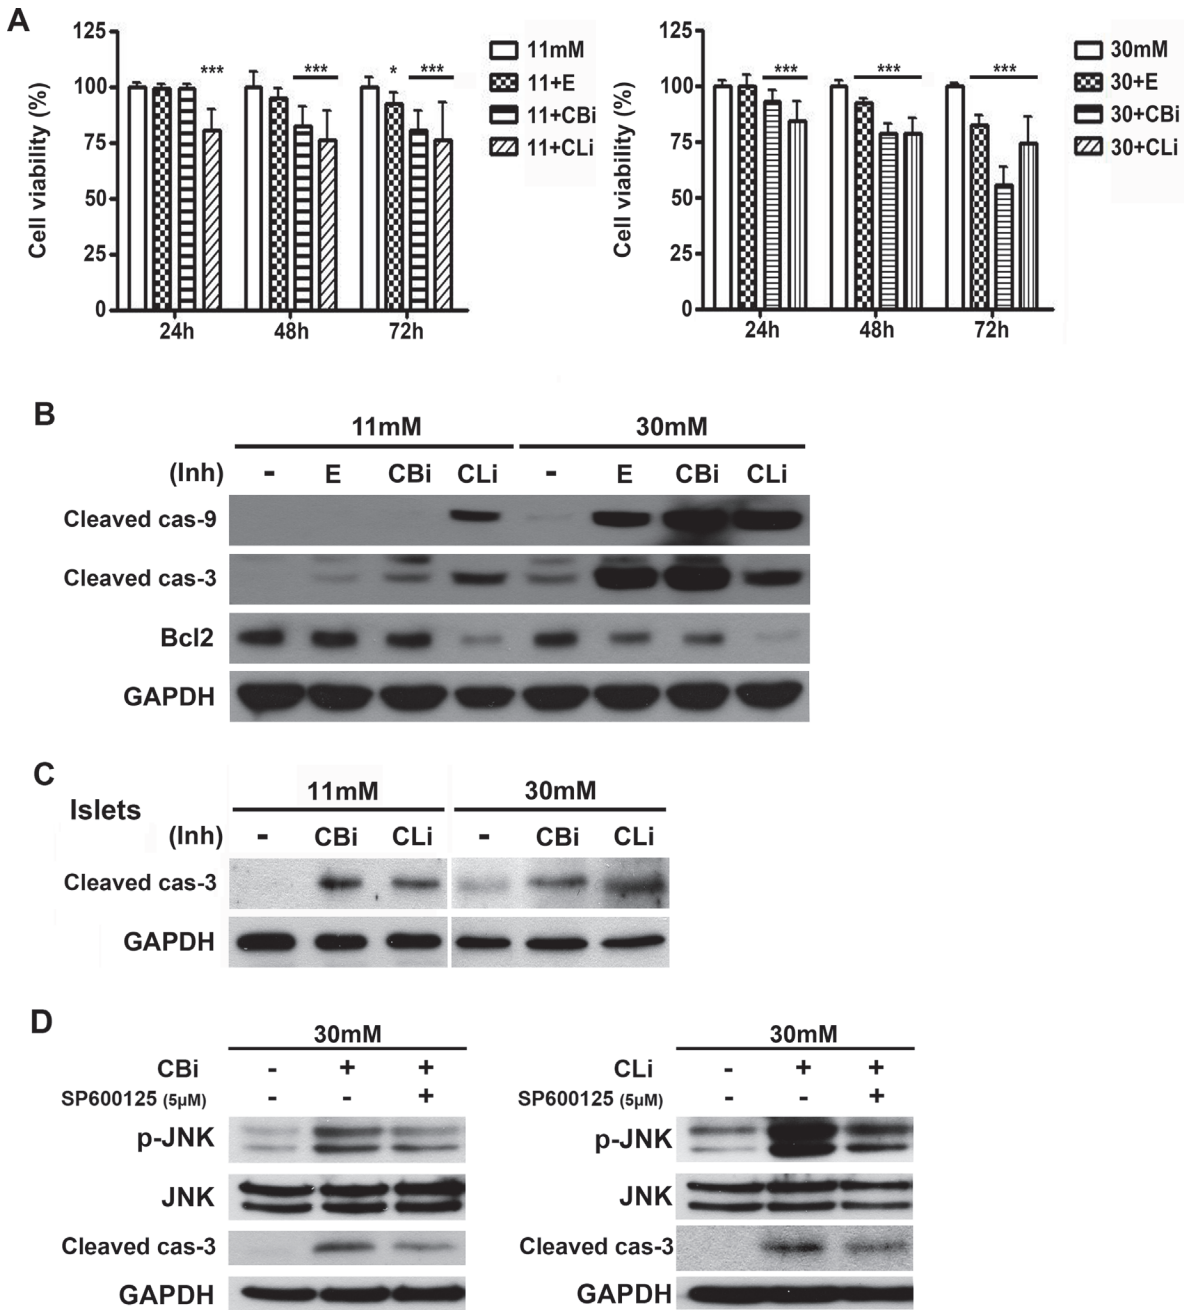 A
125
100
75
50
25
0
Cell viability (%)
***
***
*
***
24h
48h
72h
11mM
11+E
11+CBi
11+CLi
125
100
75
50
25
0
Cell viability (%)
***
***
***
24h
48h
72h
30mM
30+E
30+CBi
30+CLi
B
11mM 30mM
(Inh) - E CBi CLi - E CBi CLi
Cleaved cas-9
Cleaved cas-3
Bcl2
GAPDH
C
Islets
11mM 30mM
(Inh) - CBi CLi - CBi CLi
Cleaved cas-3
GAPDH
D
30mM
CBi - + +
SP600125 (5μM) - - +
p-JNK
JNK
Cleaved cas-3
GAPDH
30mM
CLi - + +
SP600125 (5μM) - - +
p-JNK
JNK
Cleaved cas-3
GAPDH